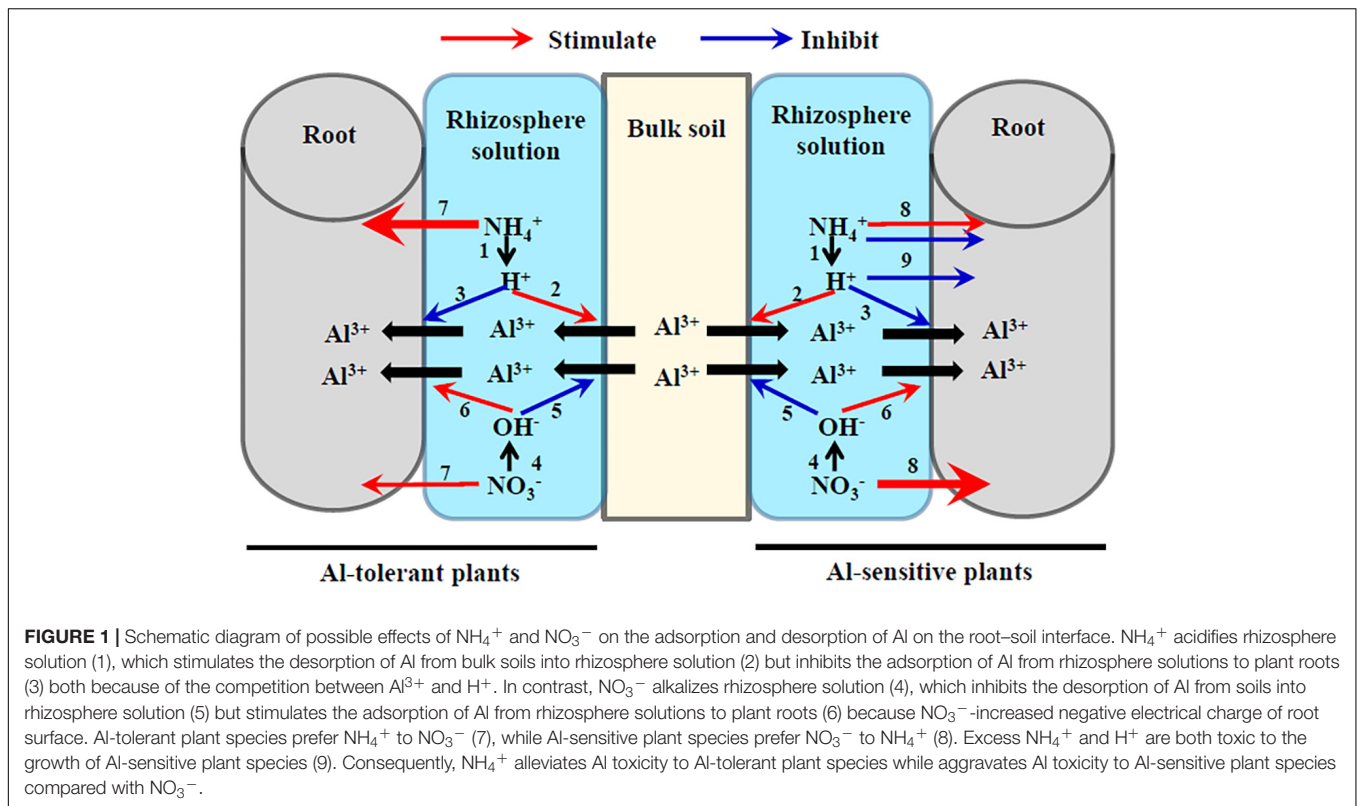 Stimulate Inhibit
Root
Rhizosphere
solution
Bulk soil
Rhizosphere
solution
Root
7
NH₄⁺
1
H⁺
3
2
Al³⁺ Al³⁺ Al³⁺ Al³⁺ Al³⁺
Al³⁺ Al³⁺ Al³⁺ Al³⁺ Al³⁺
6
5
OH⁻
4
7
NO₃⁻
8
NH₄⁺
1
9
H⁺
2
3
5
6
OH⁻
4
8
NO₃⁻
Al-tolerant plants
Al-sensitive plants
FIGURE 1 | Schematic diagram of possible effects of NH₄⁺ and NO₃⁻ on the adsorption and desorption of Al on the root–soil interface. NH₄⁺ acidifies rhizosphere
solution (1), which stimulates the desorption of Al from bulk soils into rhizosphere solution (2) but inhibits the adsorption of Al from rhizosphere solutions to plant roots
(3) both because of the competition between Al³⁺ and H⁺. In contrast, NO₃⁻ alkalizes rhizosphere solution (4), which inhibits the desorption of Al from soils into
rhizosphere solution (5) but stimulates the adsorption of Al from rhizosphere solutions to plant roots (6) because NO₃⁻-increased negative electrical charge of root
surface. Al-tolerant plant species prefer NH₄⁺ to NO₃⁻ (7), while Al-sensitive plant species prefer NO₃⁻ to NH₄⁺ (8). Excess NH₄⁺ and H⁺ are both toxic to the
growth of Al-sensitive plant species (9). Consequently, NH₄⁺ alleviates Al toxicity to Al-tolerant plant species while aggravates Al toxicity to Al-sensitive plant species
compared with NO₃⁻.